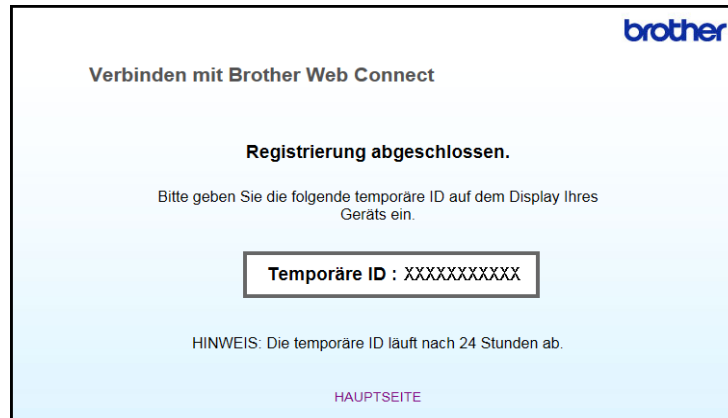 brother
Verbinden mit Brother Web Connect
Registrierung abgeschlossen.
Bitte geben Sie die folgende temporäre ID auf dem Display Ihres
Geräts ein.
Temporäre ID : XXXXXXXXXXX
HINWEIS: Die temporäre ID läuft nach 24 Stunden ab.
HAUPTSEITE